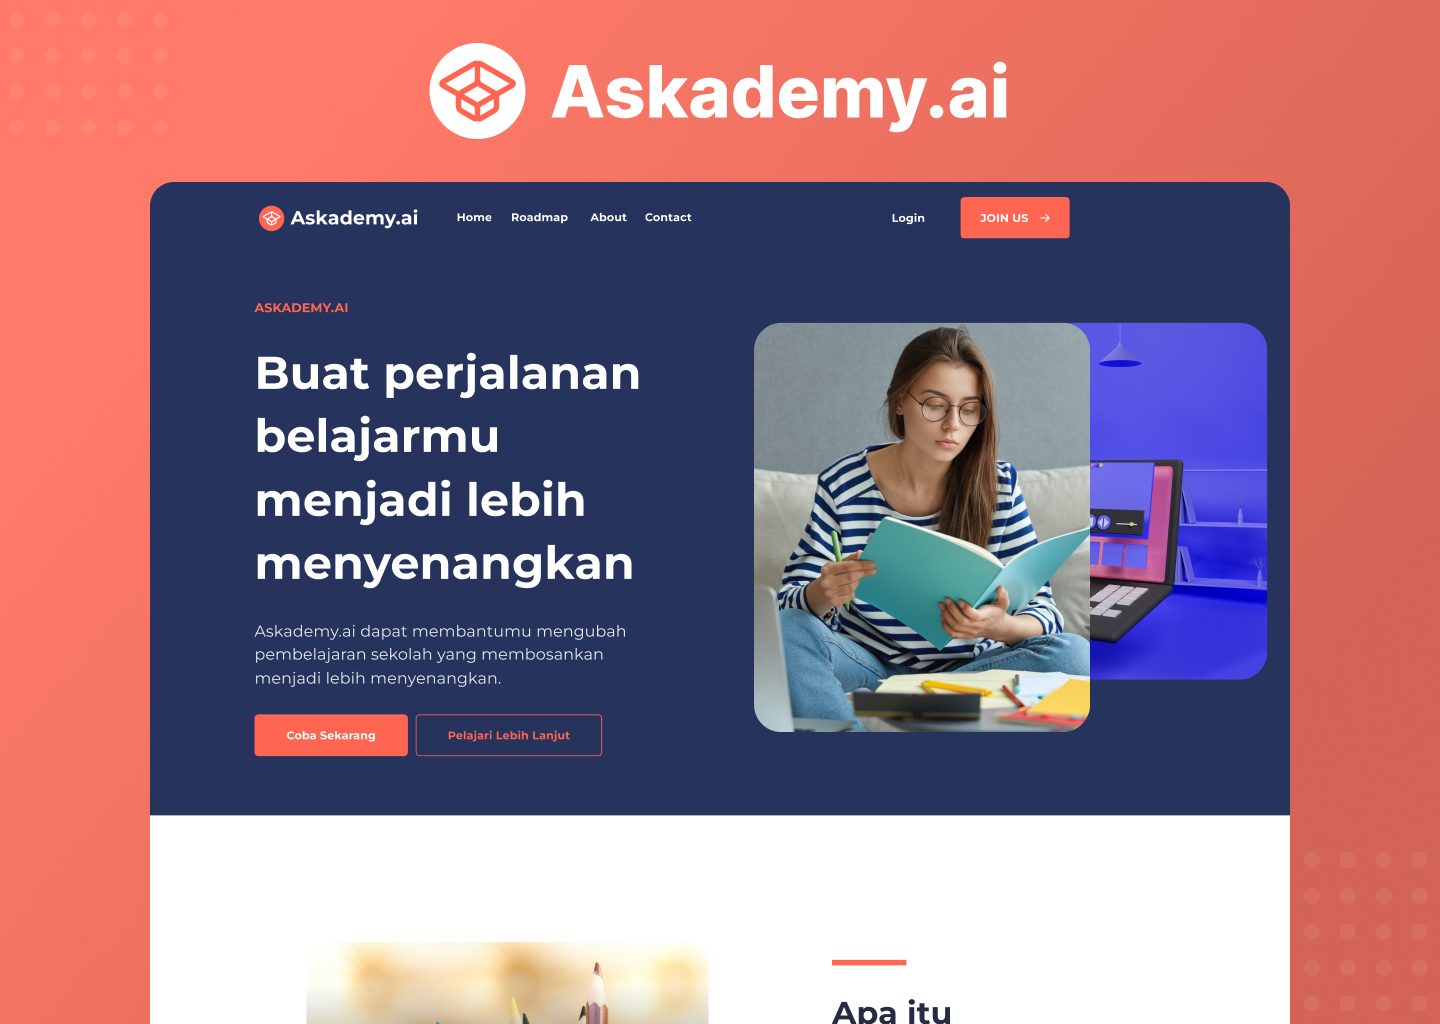 Askademy.ai
Askademy.ai
Home Roadmap About Contact
Login
JOIN US
ASKADEMY.AI
Buat perjalanan
belajarmu
menjadi lebih
menyenangkan
Askademy.ai dapat membantumu mengubah
pembelajaran sekolah yang membosankan
menjadi lebih menyenangkan.
Coba Sekarang
Pelajari Lebih Lanjut
Apa itu